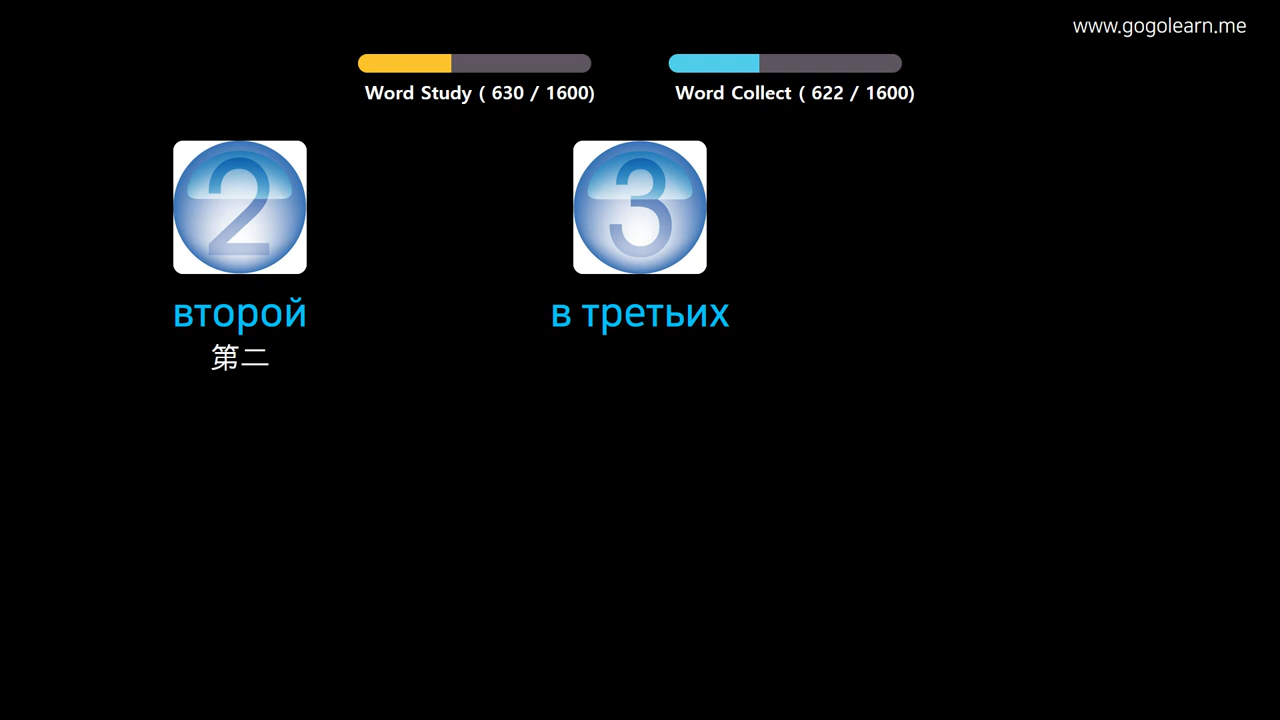 www.gogolearn.me
Word Study ( 630 / 1600)
Word Collect ( 622 / 1600)
2
3
второй
в третьих
第二